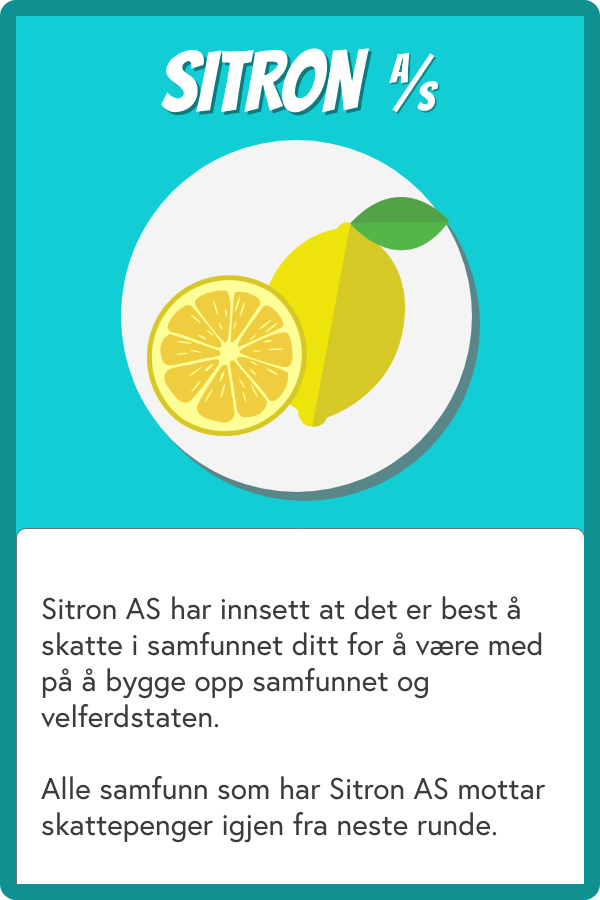 SITRON A/S
Sitron AS har innsett at det er best å
skatte i samfunnet ditt for å være med
på å bygge opp samfunnet og
velferdstaten.
Alle samfunn som har Sitron AS mottar
skattepenger igjen fra neste runde.